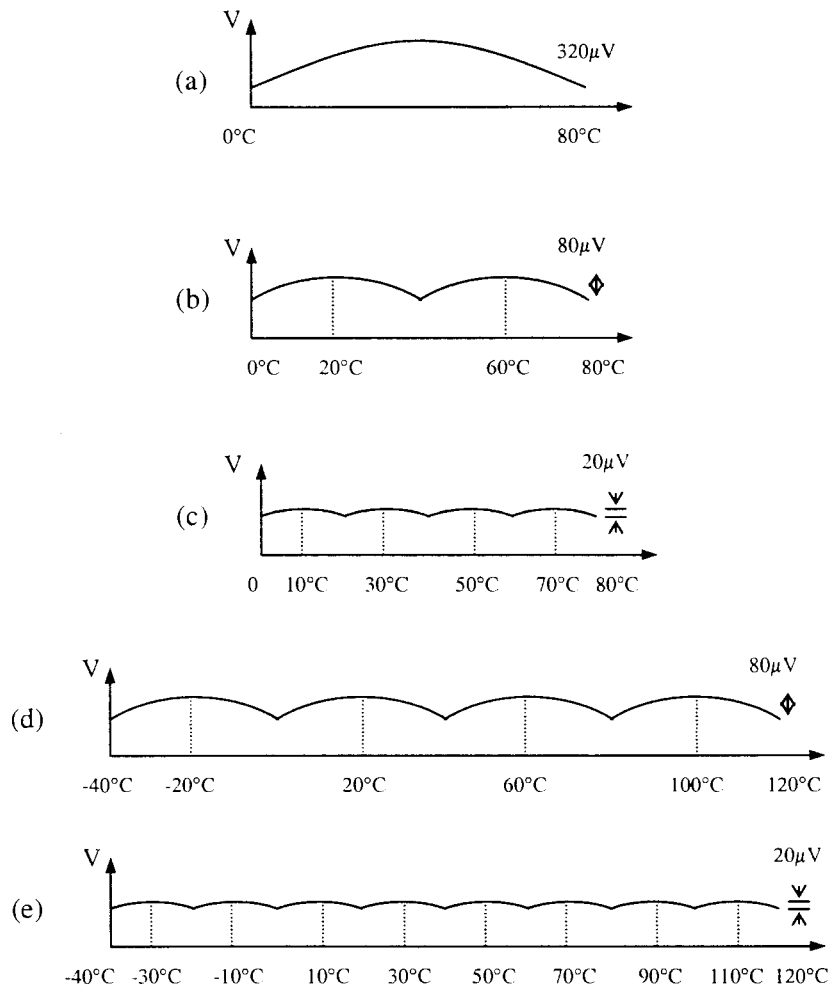 V
320μV
(a)
0°C 80°C
V
80μV
(b)
0°C 20°C 60°C 80°C
V
20μV
(c)
0 10°C 30°C 50°C 70°C 80°C
V
80μV
(d)
-40°C -20°C 20°C 60°C 100°C 120°C
V
20μV
(e)
-40°C -30°C -10°C 10°C 30°C 50°C 70°C 90°C 110°C 120°C